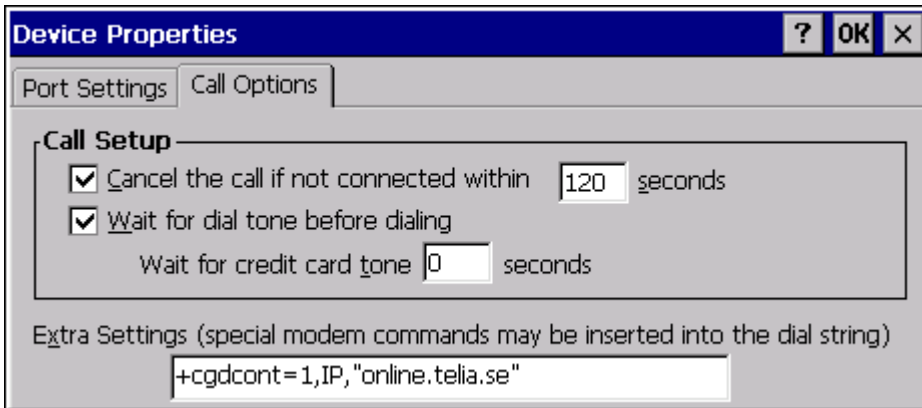 Device Properties ? OK ×
Port Settings Call Options
Call Setup
Cancel the call if not connected within 120 seconds
Wait for dial tone before dialing
Wait for credit card tone 0 seconds
Extra Settings (special modem commands may be inserted into the dial string)
+cgdcont=1,IP,"online.telia.se"